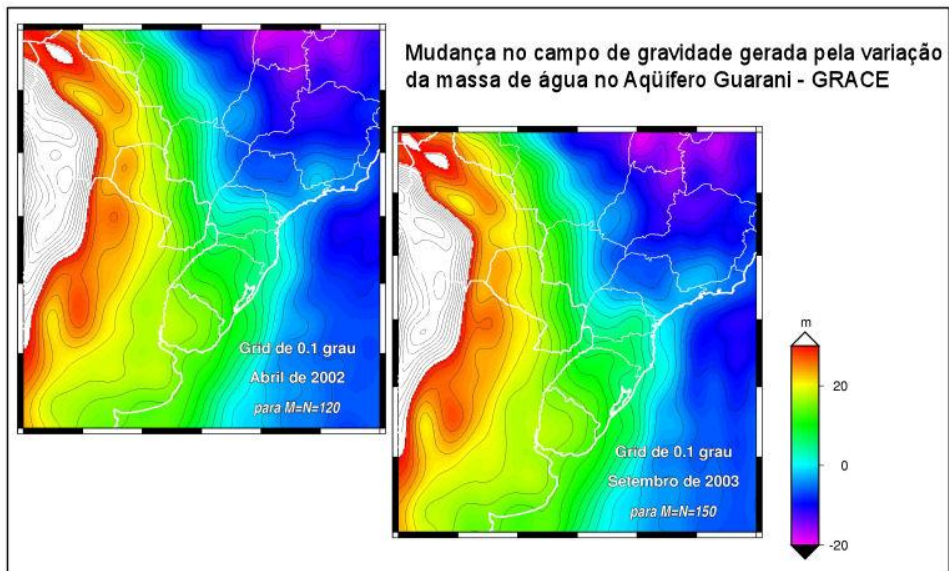 Mudança no campo de gravidade gerada pela variação
da massa de água no Aqüífero Guarani - GRACE
Grid de 0.1 grau
Abril de 2002
para M=N=120
Grid de 0.1 grau
Setembro de 2003
para M=N=150
m
20
0
-20